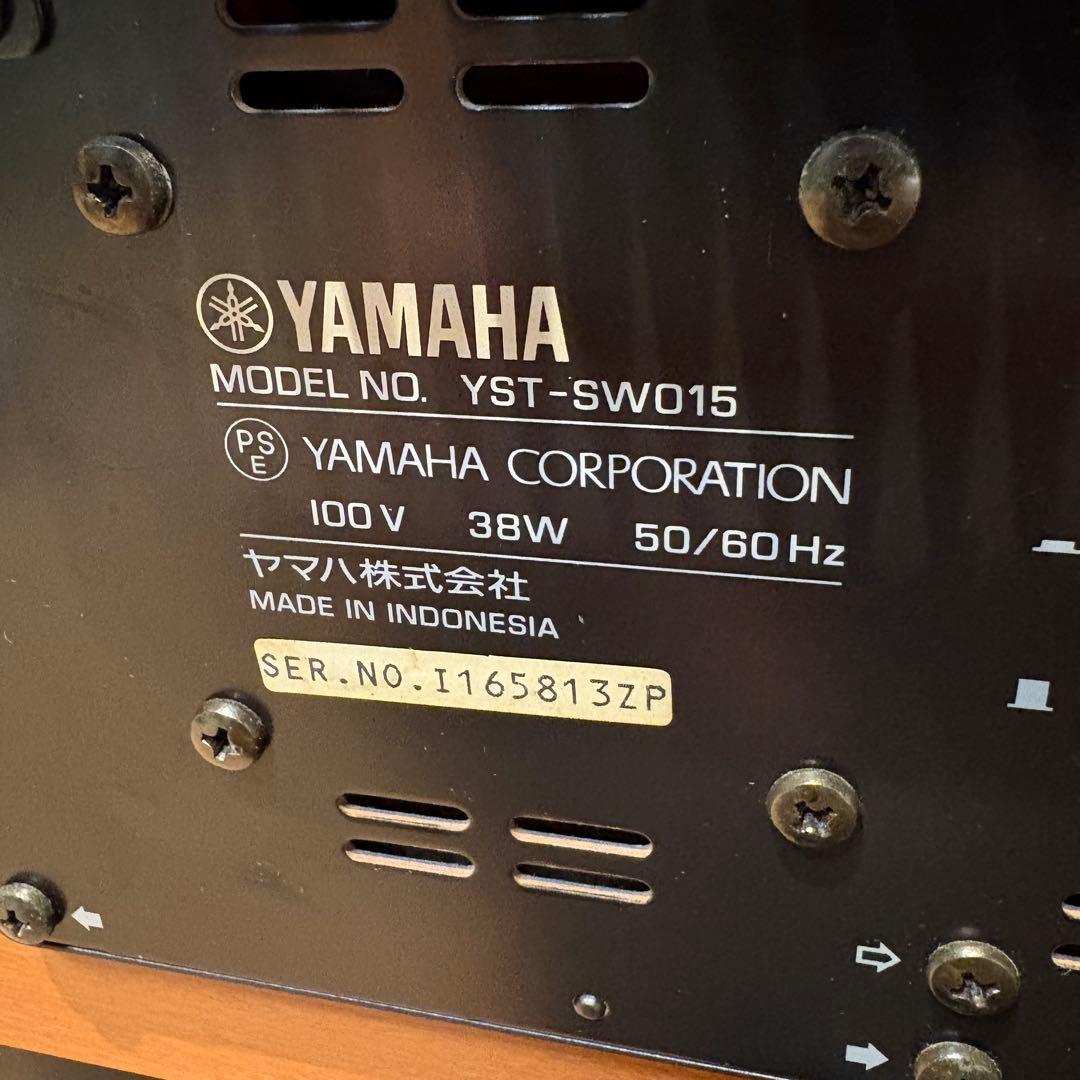 YAMAHA
MODEL NO. YST-SW015
PSE YAMAHA CORPORATION
100V 38W 50/60Hz
ヤマハ株式会社
MADE IN INDONESIA
SER.NO.I165813ZP